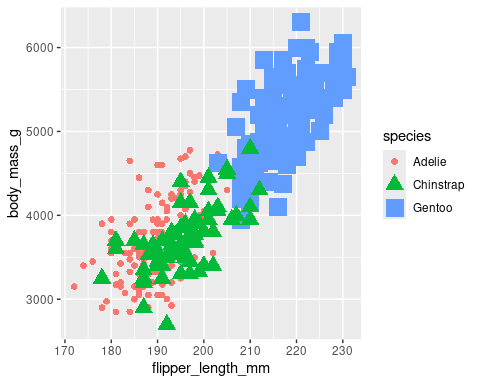 6000
5000
4000
3000
body_mass_g
170 180 190 200 210 220 230
flipper_length_mm
species
Adelie
Chinstrap
Gentoo